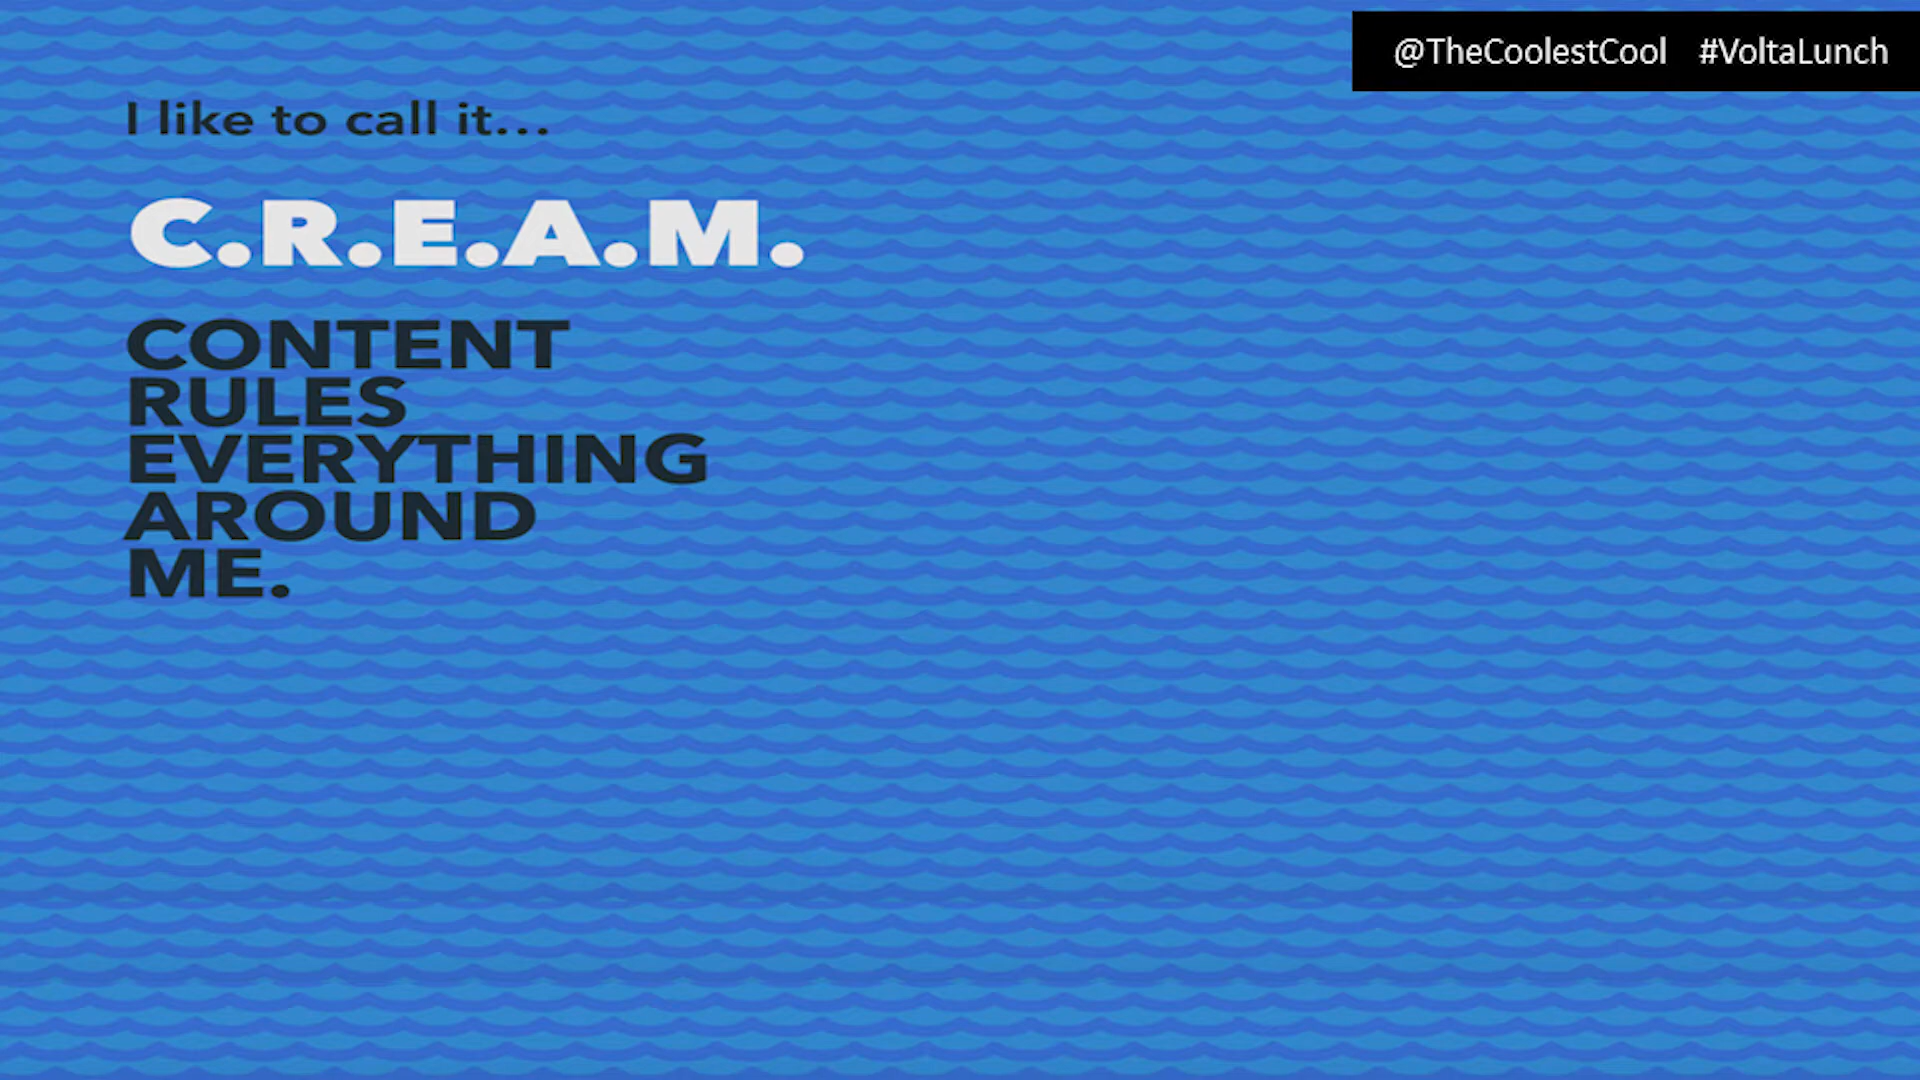 @TheCoolestCool #VoltaLunch
I like to call it...
C.R.E.A.M.
CONTENT
RULES
EVERYTHING
AROUND
ME.